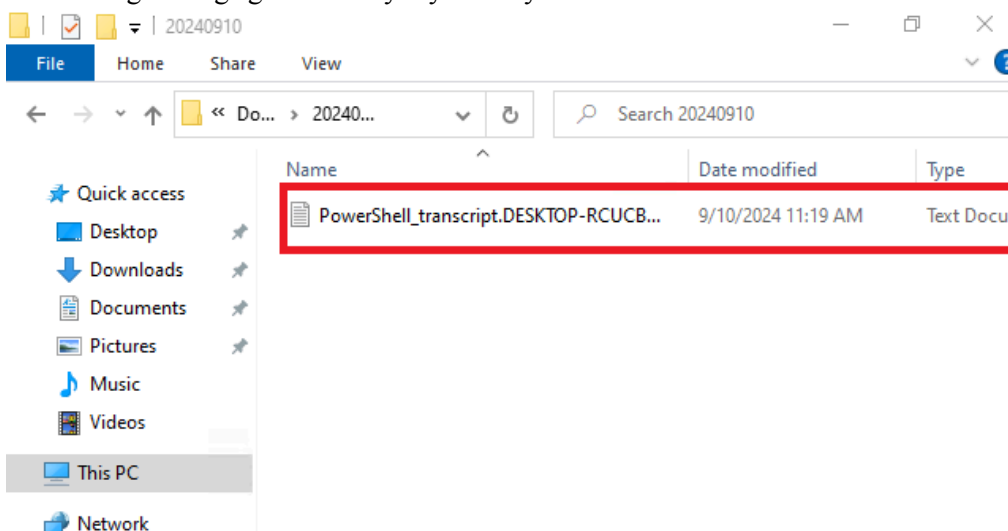 20240910
File Home Share View
« Do... › 20240... Search 20240910
Name Date modified Type
Quick access
PowerShell_transcript.DESKTOP-RCUCB... 9/10/2024 11:19 AM Text Docu
Desktop
Downloads
Documents
Pictures
Music
Videos
This PC
Network